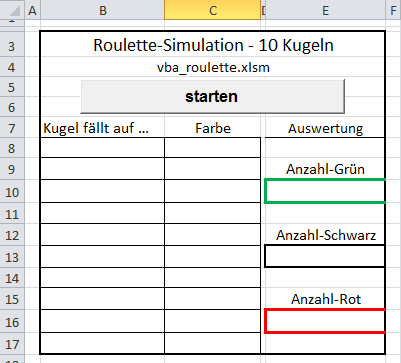 A B C D E
3 Roulette-Simulation - 10 Kugeln
4 vba_roulette.xlsm
5 starten
6
7 Kugel fällt auf ... Farbe Auswertung
8
9 Anzahl-Grün
10
11
12 Anzahl-Schwarz
13
14
15 Anzahl-Rot
16
17